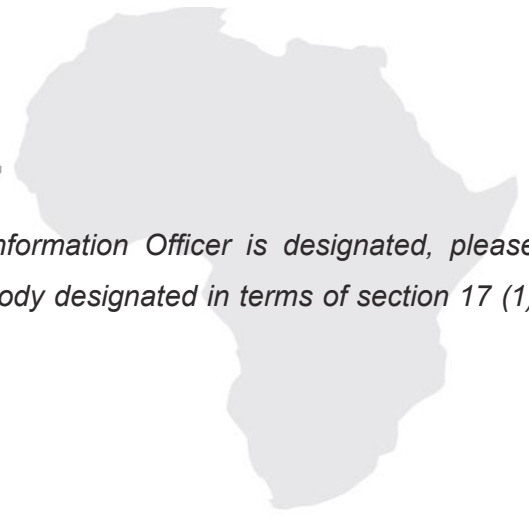 nformation Officer is designated, please
ody designated in terms of section 17 (1)